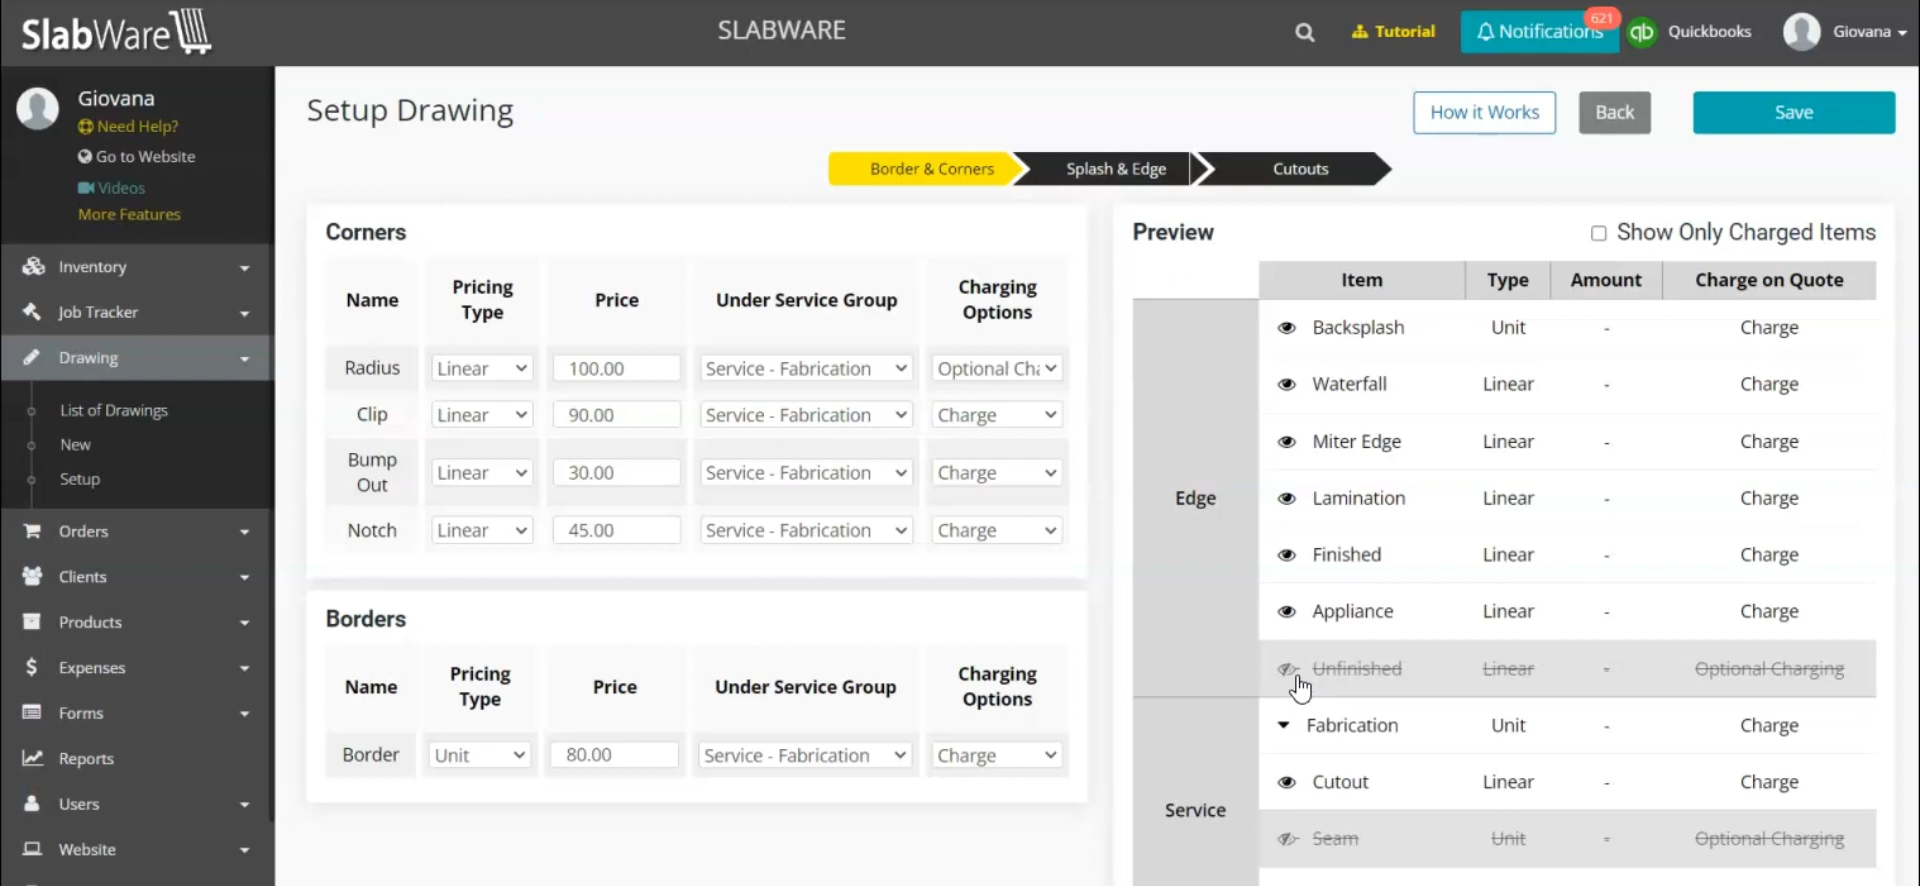 SlabWare
SLABWARE
Tutorial
Notifications
621
qb
Quickbooks
Giovana
Giovana
Need Help?
Go to Website
Videos
More Features
Inventory
Job Tracker
Drawing
List of Drawings
New
Setup
Orders
Clients
Products
Expenses
Forms
Reports
Users
Website
Setup Drawing
How it Works
Back
Save
Border & Corners
Splash & Edge
Cutouts
Corners
Name Pricing Type Price Under Service Group Charging Options
Radius Linear 100.00 Service - Fabrication Optional Cha
Clip Linear 90.00 Service - Fabrication Charge
Bump Out Linear 30.00 Service - Fabrication Charge
Notch Linear 45.00 Service - Fabrication Charge
Borders
Name Pricing Type Price Under Service Group Charging Options
Border Unit 80.00 Service - Fabrication Charge
Preview
Show Only Charged Items
Item Type Amount Charge on Quote
Edge
Backsplash Unit - Charge
Waterfall Linear - Charge
Miter Edge Linear - Charge
Lamination Linear - Charge
Finished Linear - Charge
Appliance Linear - Charge
Unfinished Linear - Optional Charging
Service
Fabrication Unit - Charge
Cutout Linear - Charge
Seam Unit - Optional Charging